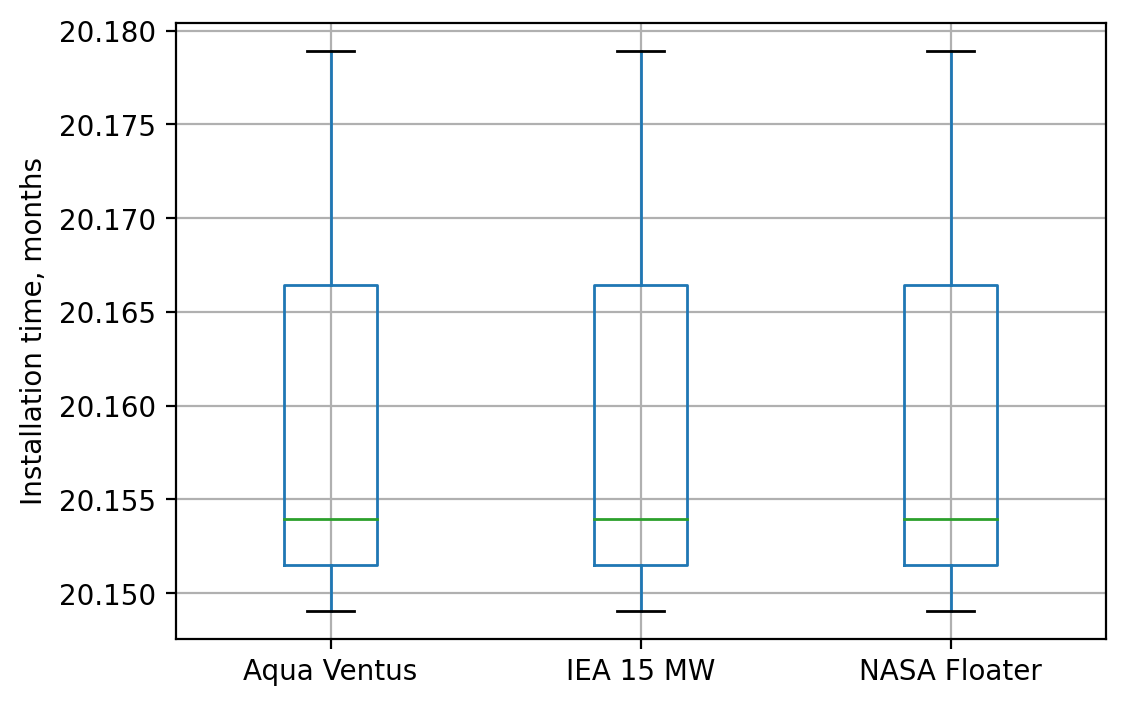 20.180
20.175
20.170
20.165
20.160
20.155
20.150
Installation time, months
Aqua Ventus
IEA 15 MW
NASA Floater